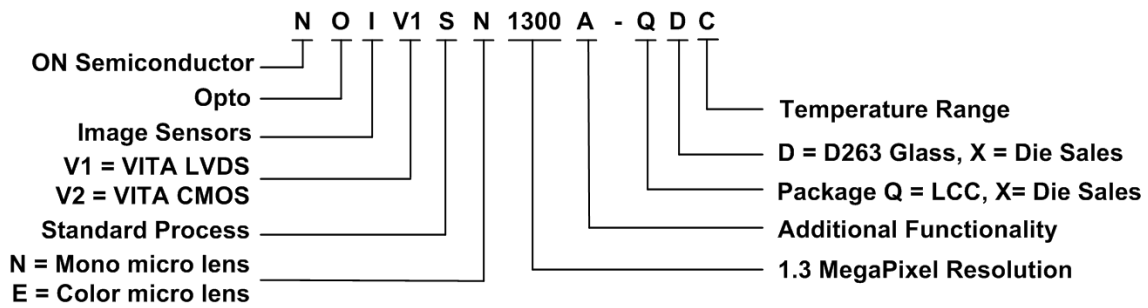 N O I V1 S N 1300 A - Q D C
ON Semiconductor
Opto
Image Sensors
V1 = VITA LVDS
V2 = VITA CMOS
Standard Process
N = Mono micro lens
E = Color micro lens
Temperature Range
D = D263 Glass, X = Die Sales
Package Q = LCC, X= Die Sales
Additional Functionality
1.3 MegaPixel Resolution